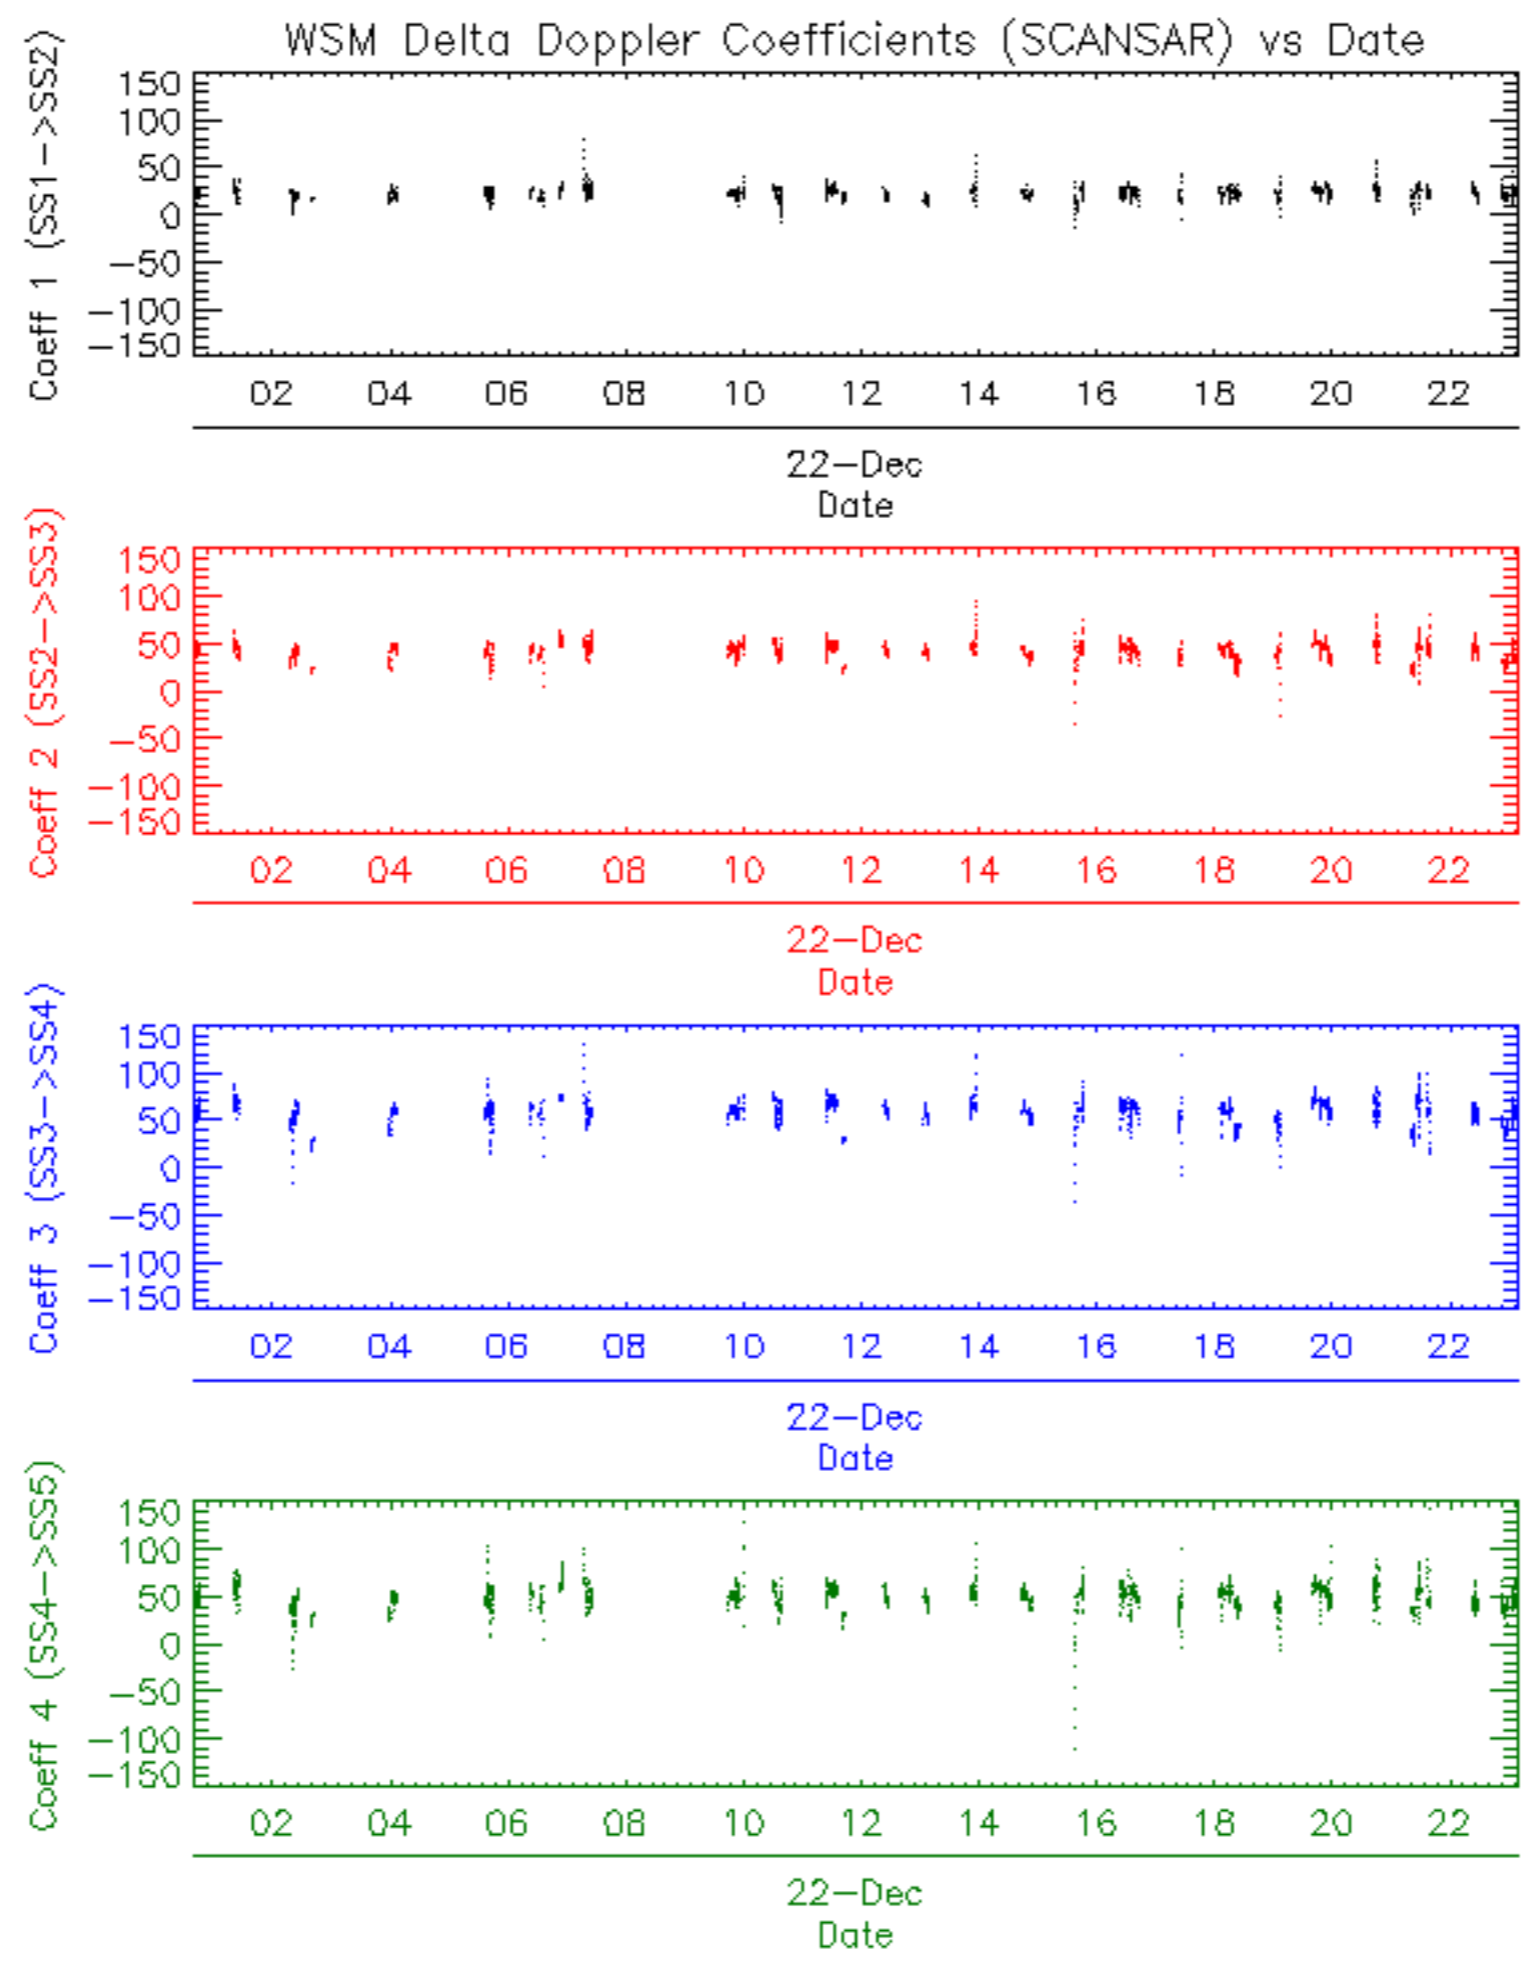 WSM Delta Doppler Coefficients (SCANSAR) vs Date
Coeff 1 (SS1->SS2)
150
100
50
0
-50
-100
-150
02 04 06 08 10 12 14 16 18 20 22
22-Dec
Date
Coeff 2 (SS2->SS3)
150
100
50
0
-50
-100
-150
02 04 06 08 10 12 14 16 18 20 22
22-Dec
Date
Coeff 3 (SS3->SS4)
150
100
50
0
-50
-100
-150
02 04 06 08 10 12 14 16 18 20 22
22-Dec
Date
Coeff 4 (SS4->SS5)
150
100
50
0
-50
-100
-150
02 04 06 08 10 12 14 16 18 20 22
22-Dec
Date